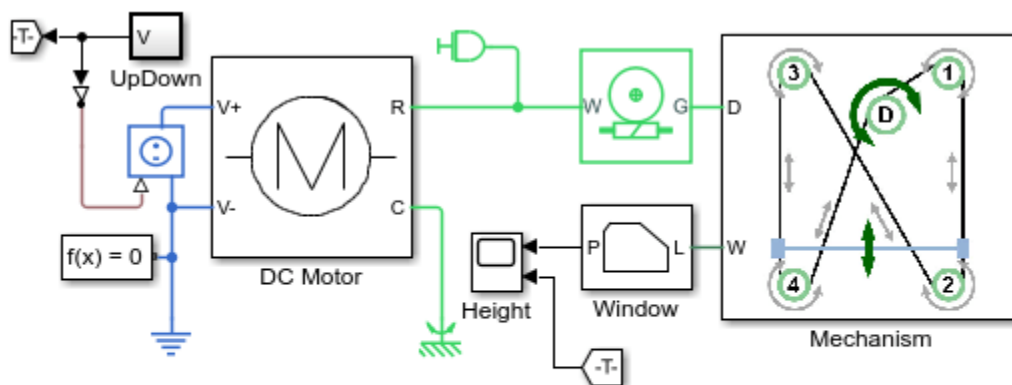 -T-
V
UpDown
V+
V-
f(x) = 0
R
C
DC Motor
W
G
D
W
3
1
D
4
2
Mechanism
P
L
Window
Height
-T-